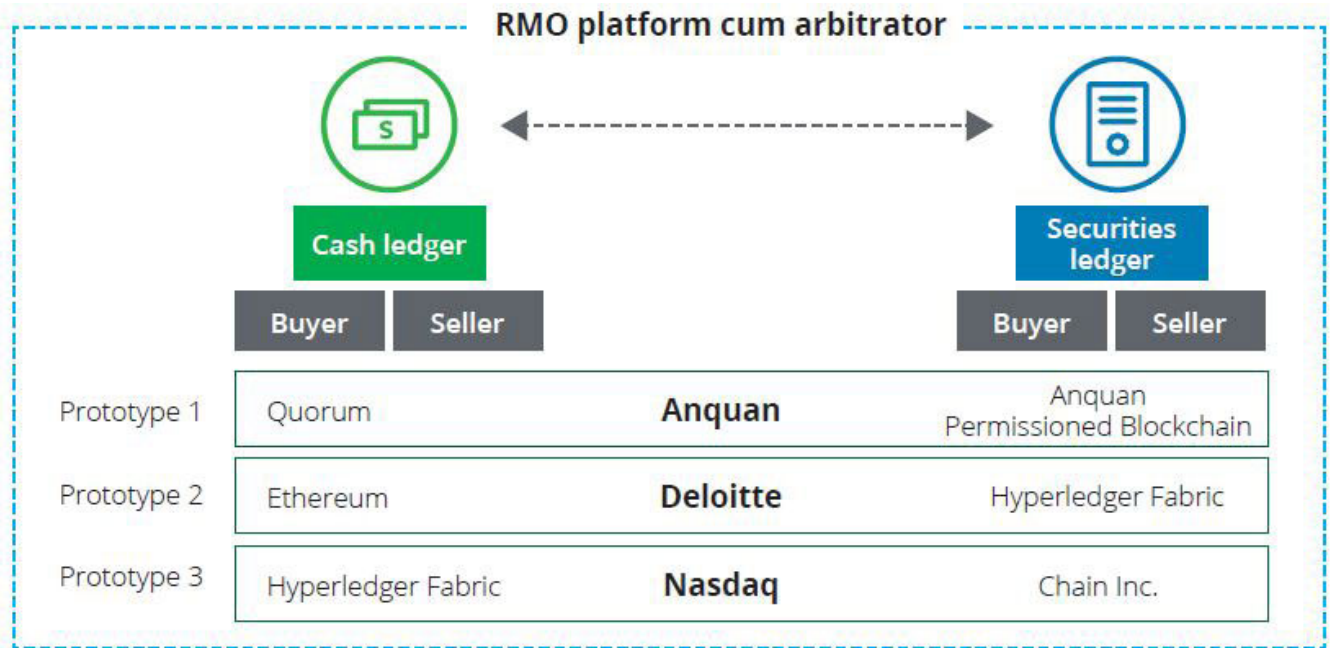 RMO platform cum arbitrator
S
Cash ledger
Securities
ledger
Buyer Seller Buyer Seller
Prototype 1 Quorum Anquan Anquan
Permissioned Blockchain
Prototype 2 Ethereum Deloitte Hyperledger Fabric
Prototype 3 Hyperledger Fabric Nasdaq Chain Inc.